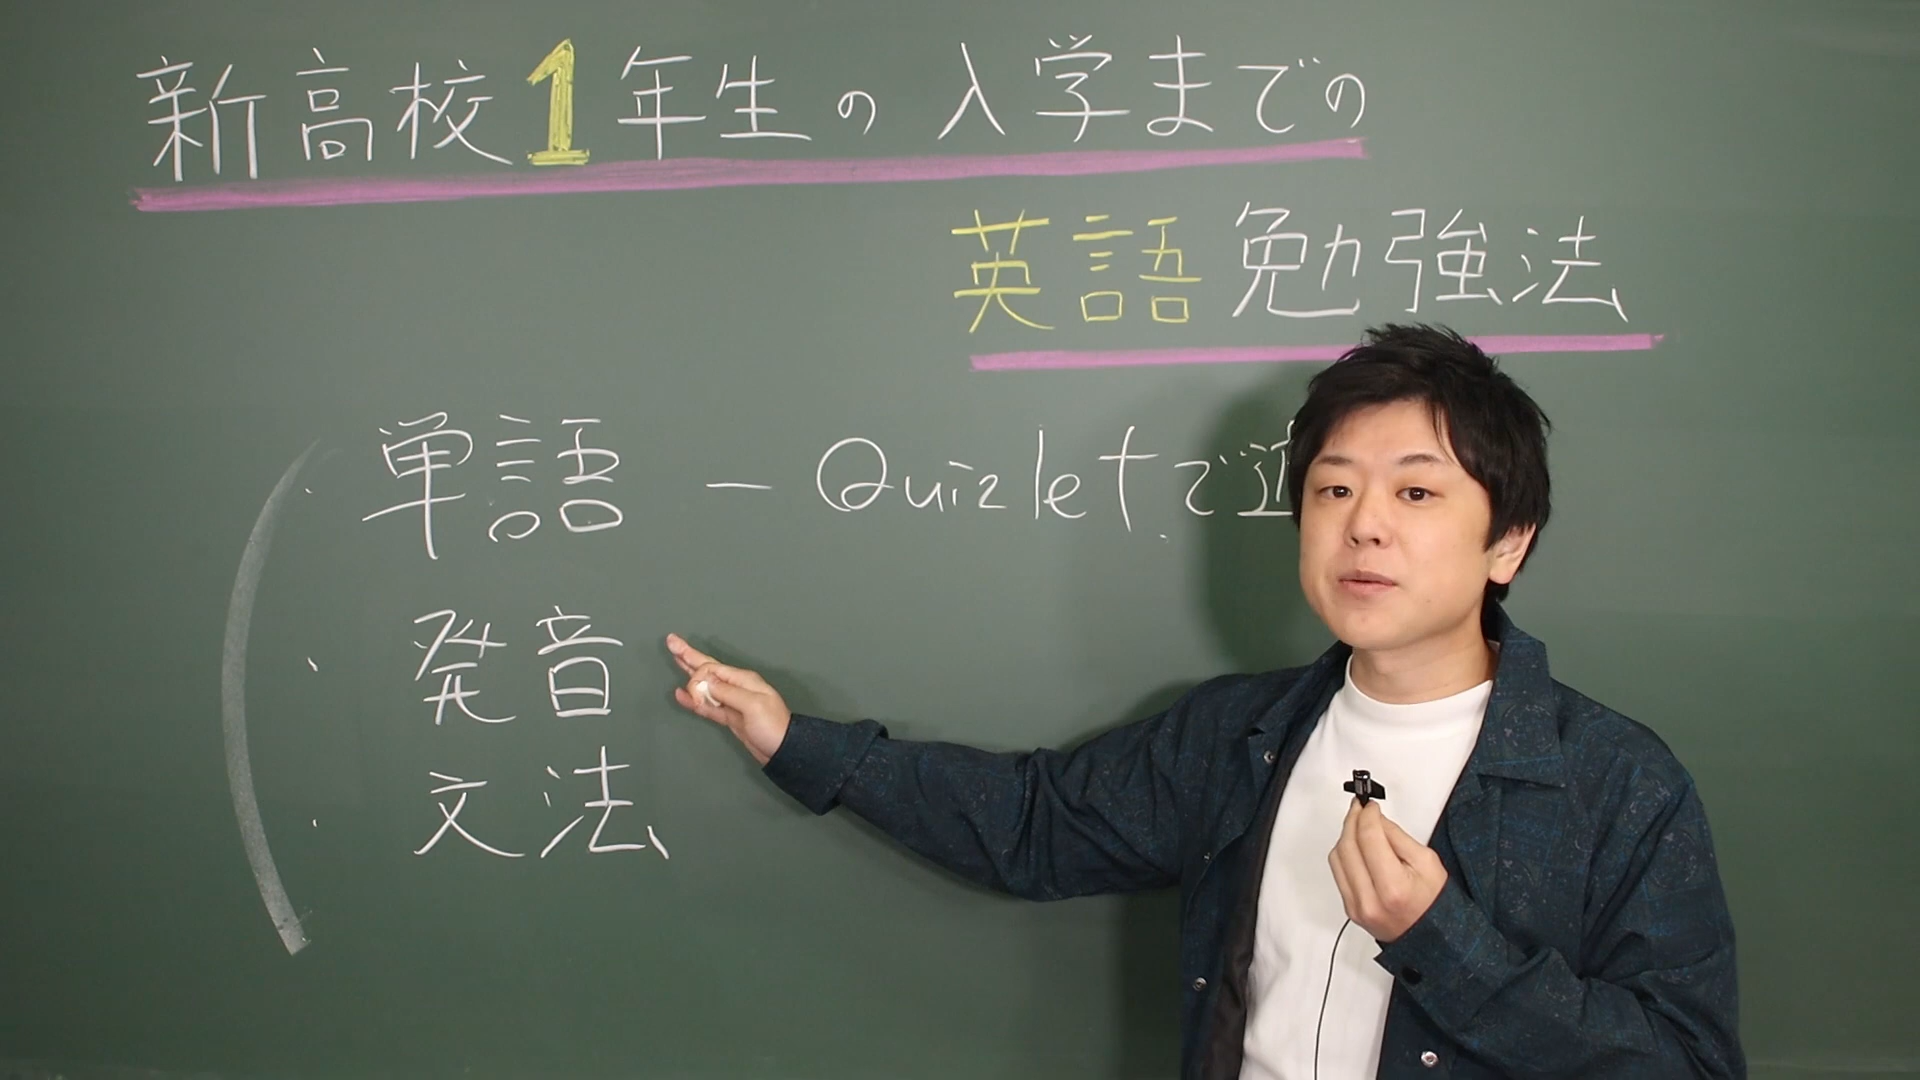 新高校1年生の入学までの
英語勉強法
・単語 ー Quizletで
・発音
・文法